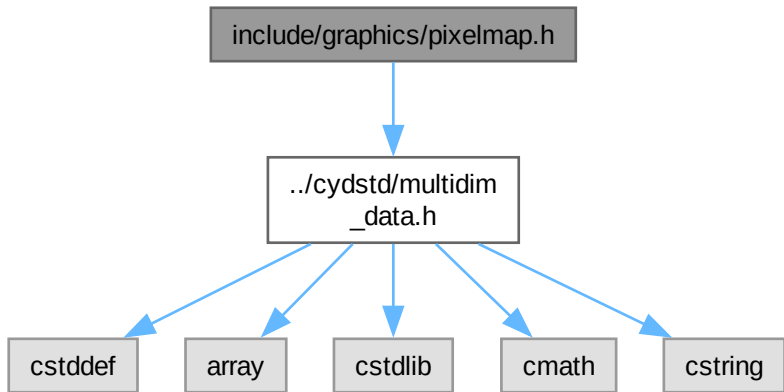 include/graphics/pixelmap.h
../cydstd/multidim
_data.h
cstddef
array
cstdlib
cmath
cstring